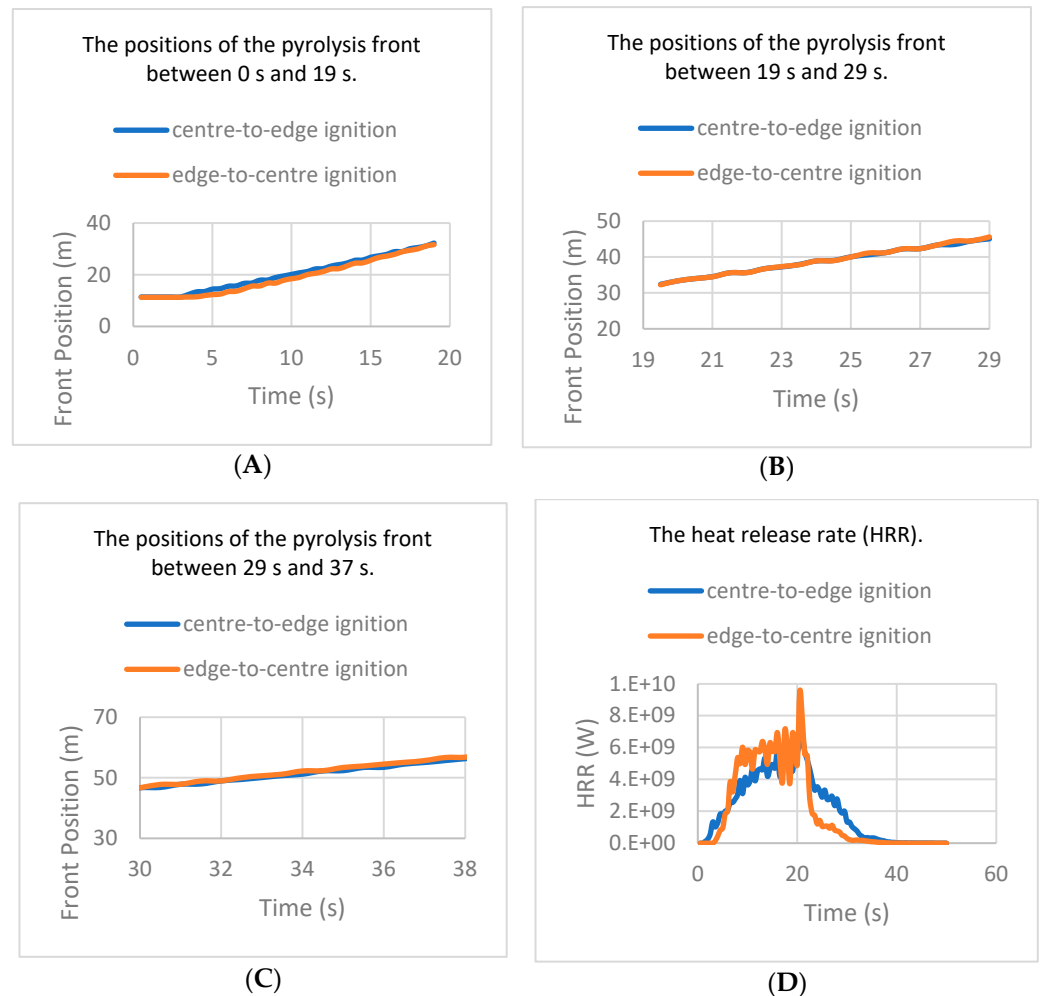 The positions of the pyrolysis front
between 0 s and 19 s.
centre-to-edge ignition
edge-to-centre ignition
Front Position (m)
40
20
0
0 5 10 15 20
Time (s)
(A)
The positions of the pyrolysis front
between 19 s and 29 s.
centre-to-edge ignition
edge-to-centre ignition
Front Position (m)
50
40
30
20
19 21 23 25 27 29
Time (s)
(B)
The positions of the pyrolysis front
between 29 s and 37 s.
centre-to-edge ignition
edge-to-centre ignition
Front Position (m)
70
50
30
30 32 34 36 38
Time (s)
(C)
The heat release rate (HRR).
centre-to-edge ignition
edge-to-centre ignition
HRR (W)
1.E+10
8.E+09
6.E+09
4.E+09
2.E+09
0.E+00
0 20 40 60
Time (s)
(D)